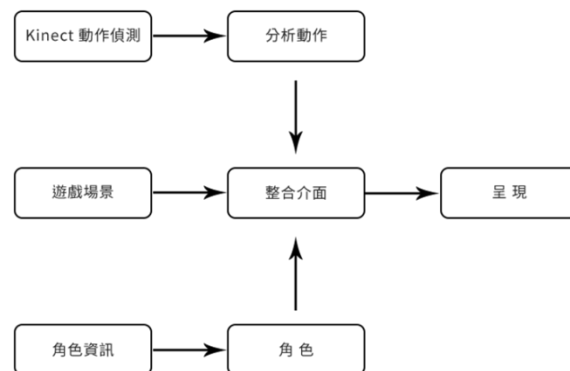 Kinect 動作偵測
分析動作
遊戲場景
整合介面
呈 現
角色資訊
角 色